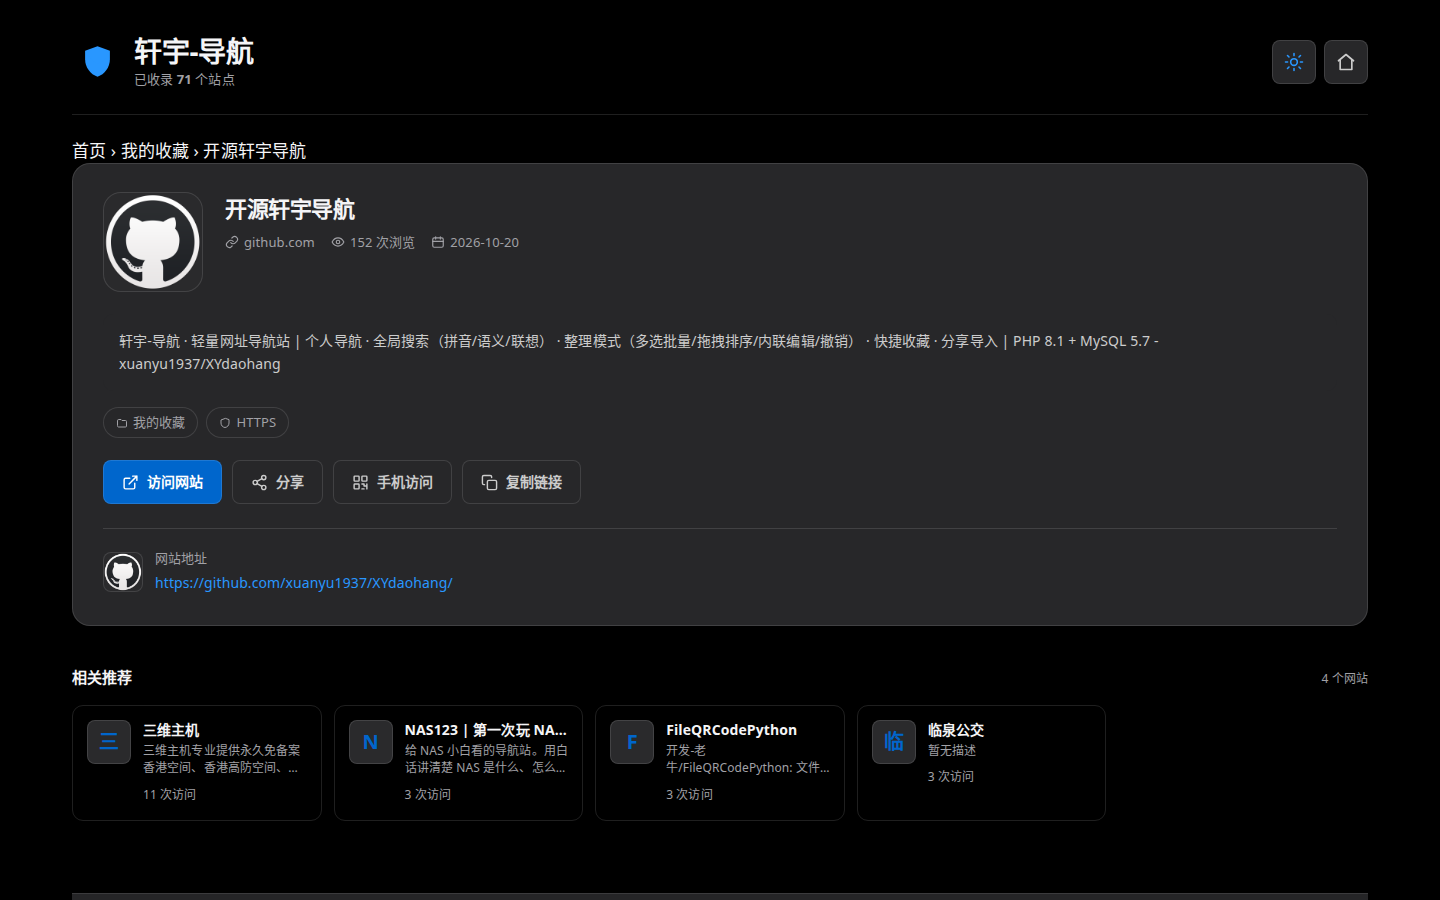 轩宇-导航
已收录 71 个站点
首页 › 我的收藏 › 开源轩宇导航
开源轩宇导航
github.com 152 次浏览 2026-10-20
轩宇-导航 · 轻量网址导航站 | 个人导航 · 全局搜索（拼音/语义/联想） · 整理模式（多选批量/拖拽排序/内联编辑/撤销） · 快捷收藏 · 分享导入 | PHP 8.1 + MySQL 5.7 -
xuanyu1937/XYdaohang
我的收藏 HTTPS
访问网站 分享 手机访问 复制链接
网站地址
https://github.com/xuanyu1937/XYdaohang/
相关推荐
4 个网站
三
三维主机
三维主机专业提供永久免备案
香港空间、香港高防空间、...
11 次访问
N
NAS123 | 第一次玩 NA...
给 NAS 小白看的导航站。用白
话讲清楚 NAS 是什么、怎么...
3 次访问
F
FileQRCodePython
开发-老
牛/FileQRCodePython: 文件...
3 次访问
临
临泉公交
暂无描述
3 次访问